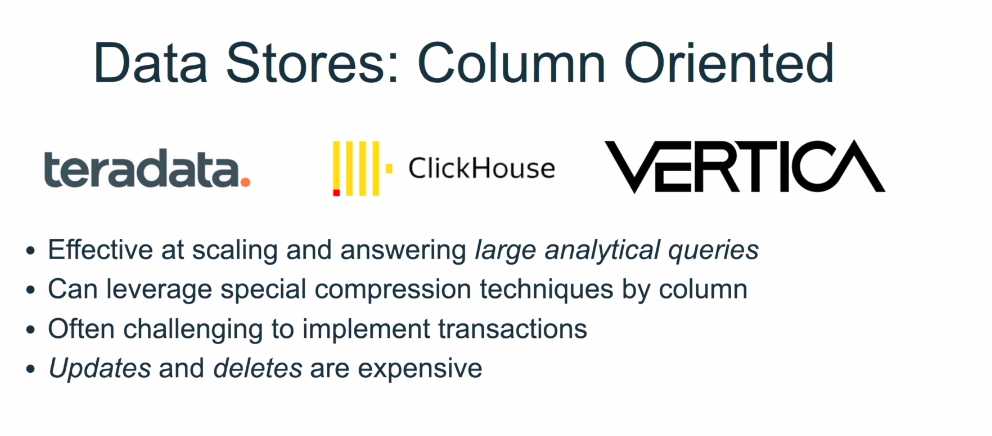 Data Stores: Column Oriented
teradata.
ClickHouse
VERTICA
• Effective at scaling and answering large analytical queries
• Can leverage special compression techniques by column
• Often challenging to implement transactions
• Updates and deletes are expensive